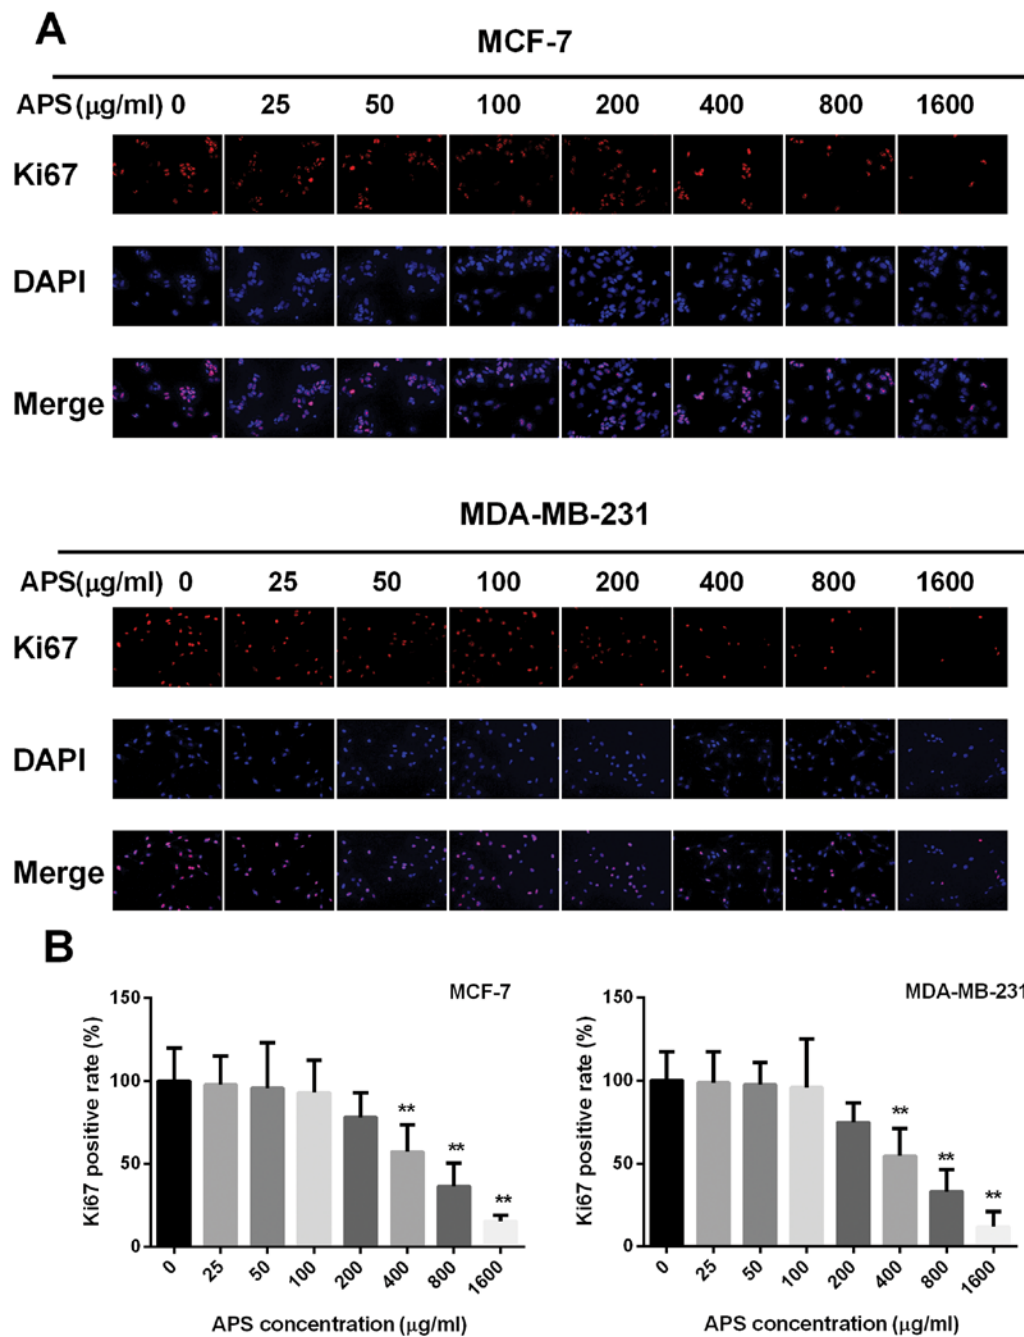 A
MCF-7
APS (μg/ml) 0 25 50 100 200 400 800 1600
Ki67
DAPI
Merge
MDA-MB-231
APS(μg/ml) 0 25 50 100 200 400 800 1600
Ki67
DAPI
Merge
B
MCF-7
Ki67 positive rate (%)
150
100
50
0
** ** **
0 25 50 100 200 400 800 1600
APS concentration (μg/ml)
MDA-MB-231
Ki67 positive rate (%)
150
100
50
0
** ** **
0 25 50 100 200 400 800 1600
APS concentration (μg/ml)